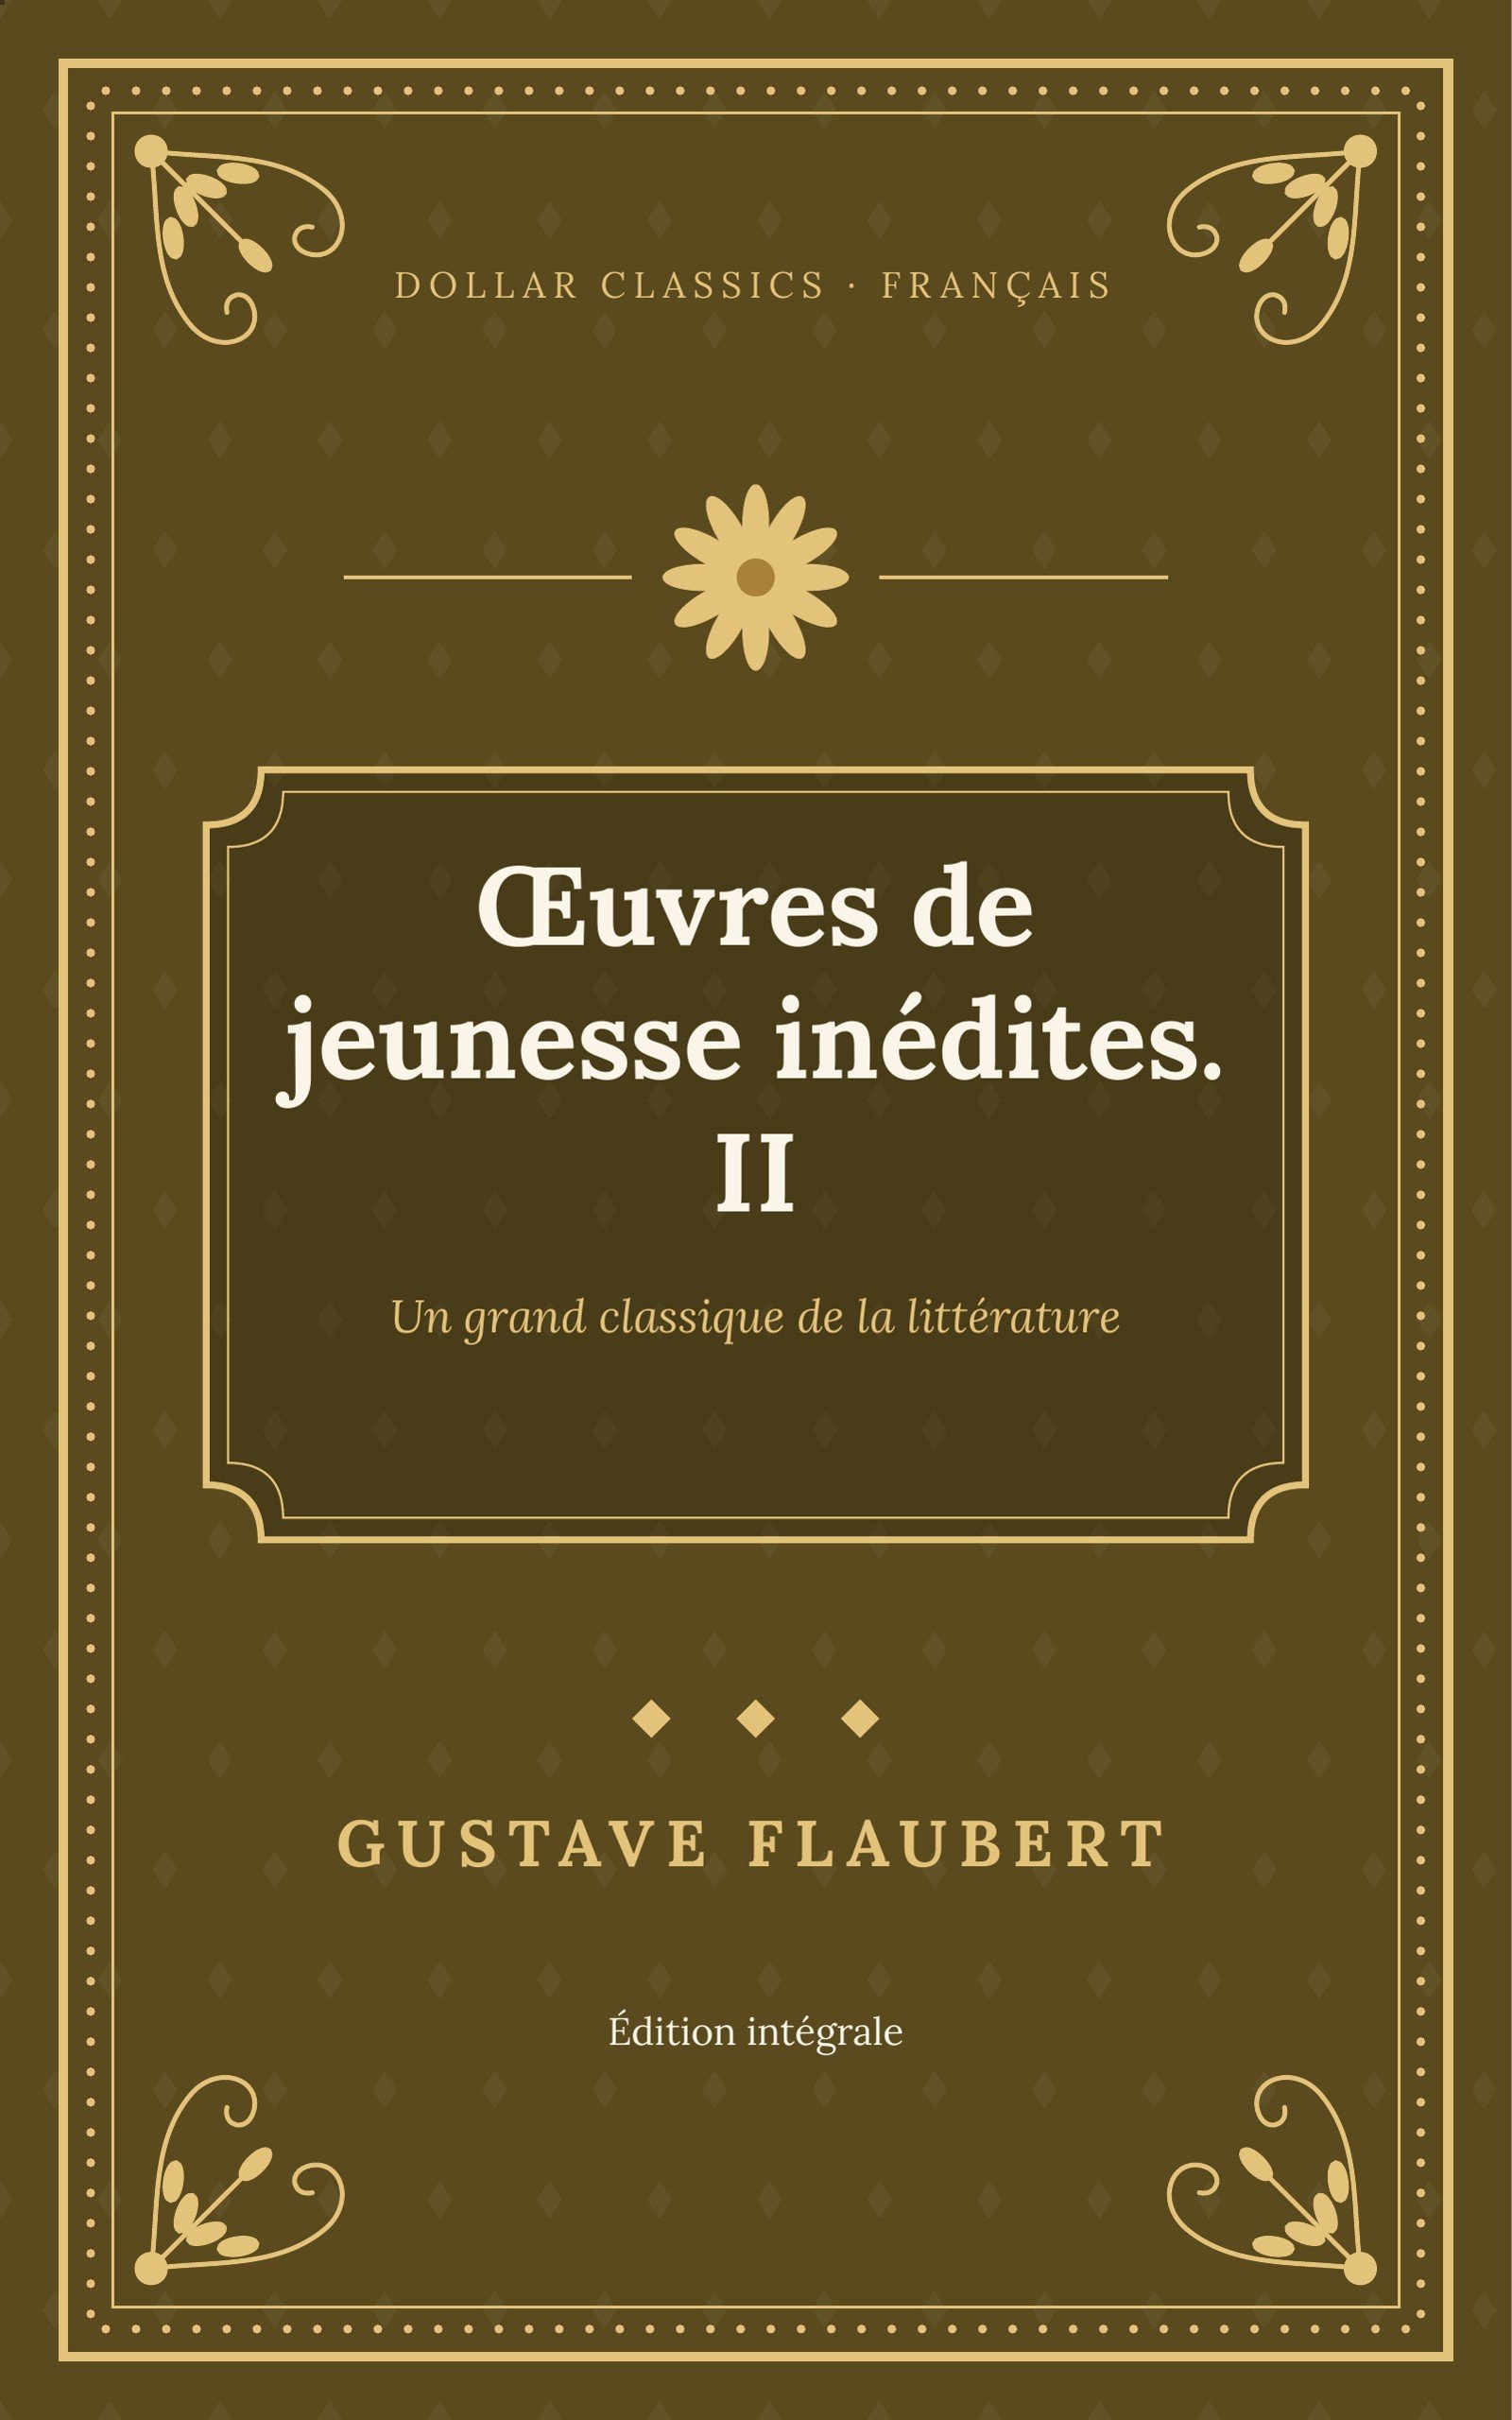 DOLLAR CLASSICS · FRANÇAIS
Œuvres de
jeunesse inédites.
II
Un grand classique de la littérature
GUSTAVE FLAUBERT
Édition intégrale